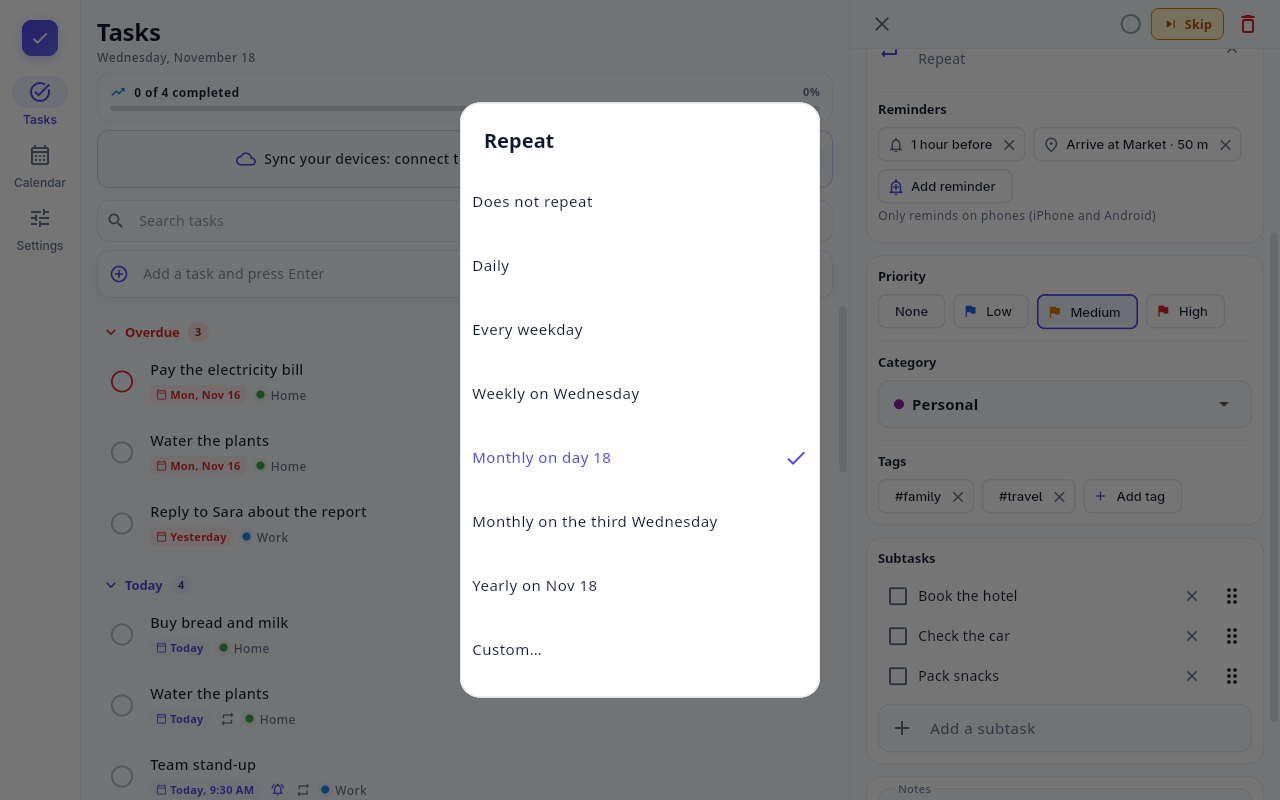 Tasks
Calendar
Settings
Tasks
Wednesday, November 18
0 of 4 completed
0%
Sync your devices: connect t
Search tasks
Add a task and press Enter
Overdue 3
Pay the electricity bill
Mon, Nov 16 Home
Water the plants
Mon, Nov 16 Home
Reply to Sara about the report
Yesterday Work
Today 4
Buy bread and milk
Today Home
Water the plants
Today Home
Team stand-up
Today, 9:30 AM Work
Repeat
Does not repeat
Daily
Every weekday
Weekly on Wednesday
Monthly on day 18
Monthly on the third Wednesday
Yearly on Nov 18
Custom…
Skip
Repeat
Reminders
1 hour before
Arrive at Market · 50 m
Add reminder
Only reminds on phones (iPhone and Android)
Priority
None Low Medium High
Category
Personal
Tags
#family #travel Add tag
Subtasks
Book the hotel
Check the car
Pack snacks
Add a subtask
Notes